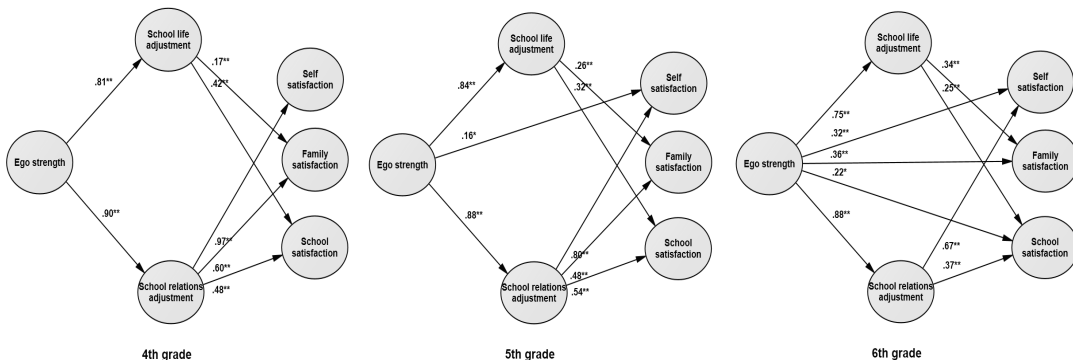 School life
adjustment
.17**
.42**
.81**
Self
satisfaction
Ego strength
Family
satisfaction
.90**
.97**
.60**
.48**
School
satisfaction
School relations
adjustment
4th grade
School life
adjustment
.26**
.32**
.84**
.16*
Self
satisfaction
Ego strength
Family
satisfaction
.88**
.80**
.48**
.54**
School
satisfaction
School relations
adjustment
5th grade
School life
adjustment
.34**
.25**
.75**
.32**
.36**
.22*
Self
satisfaction
Ego strength
Family
satisfaction
.88**
.67**
.37**
School
satisfaction
School relations
adjustment
6th grade